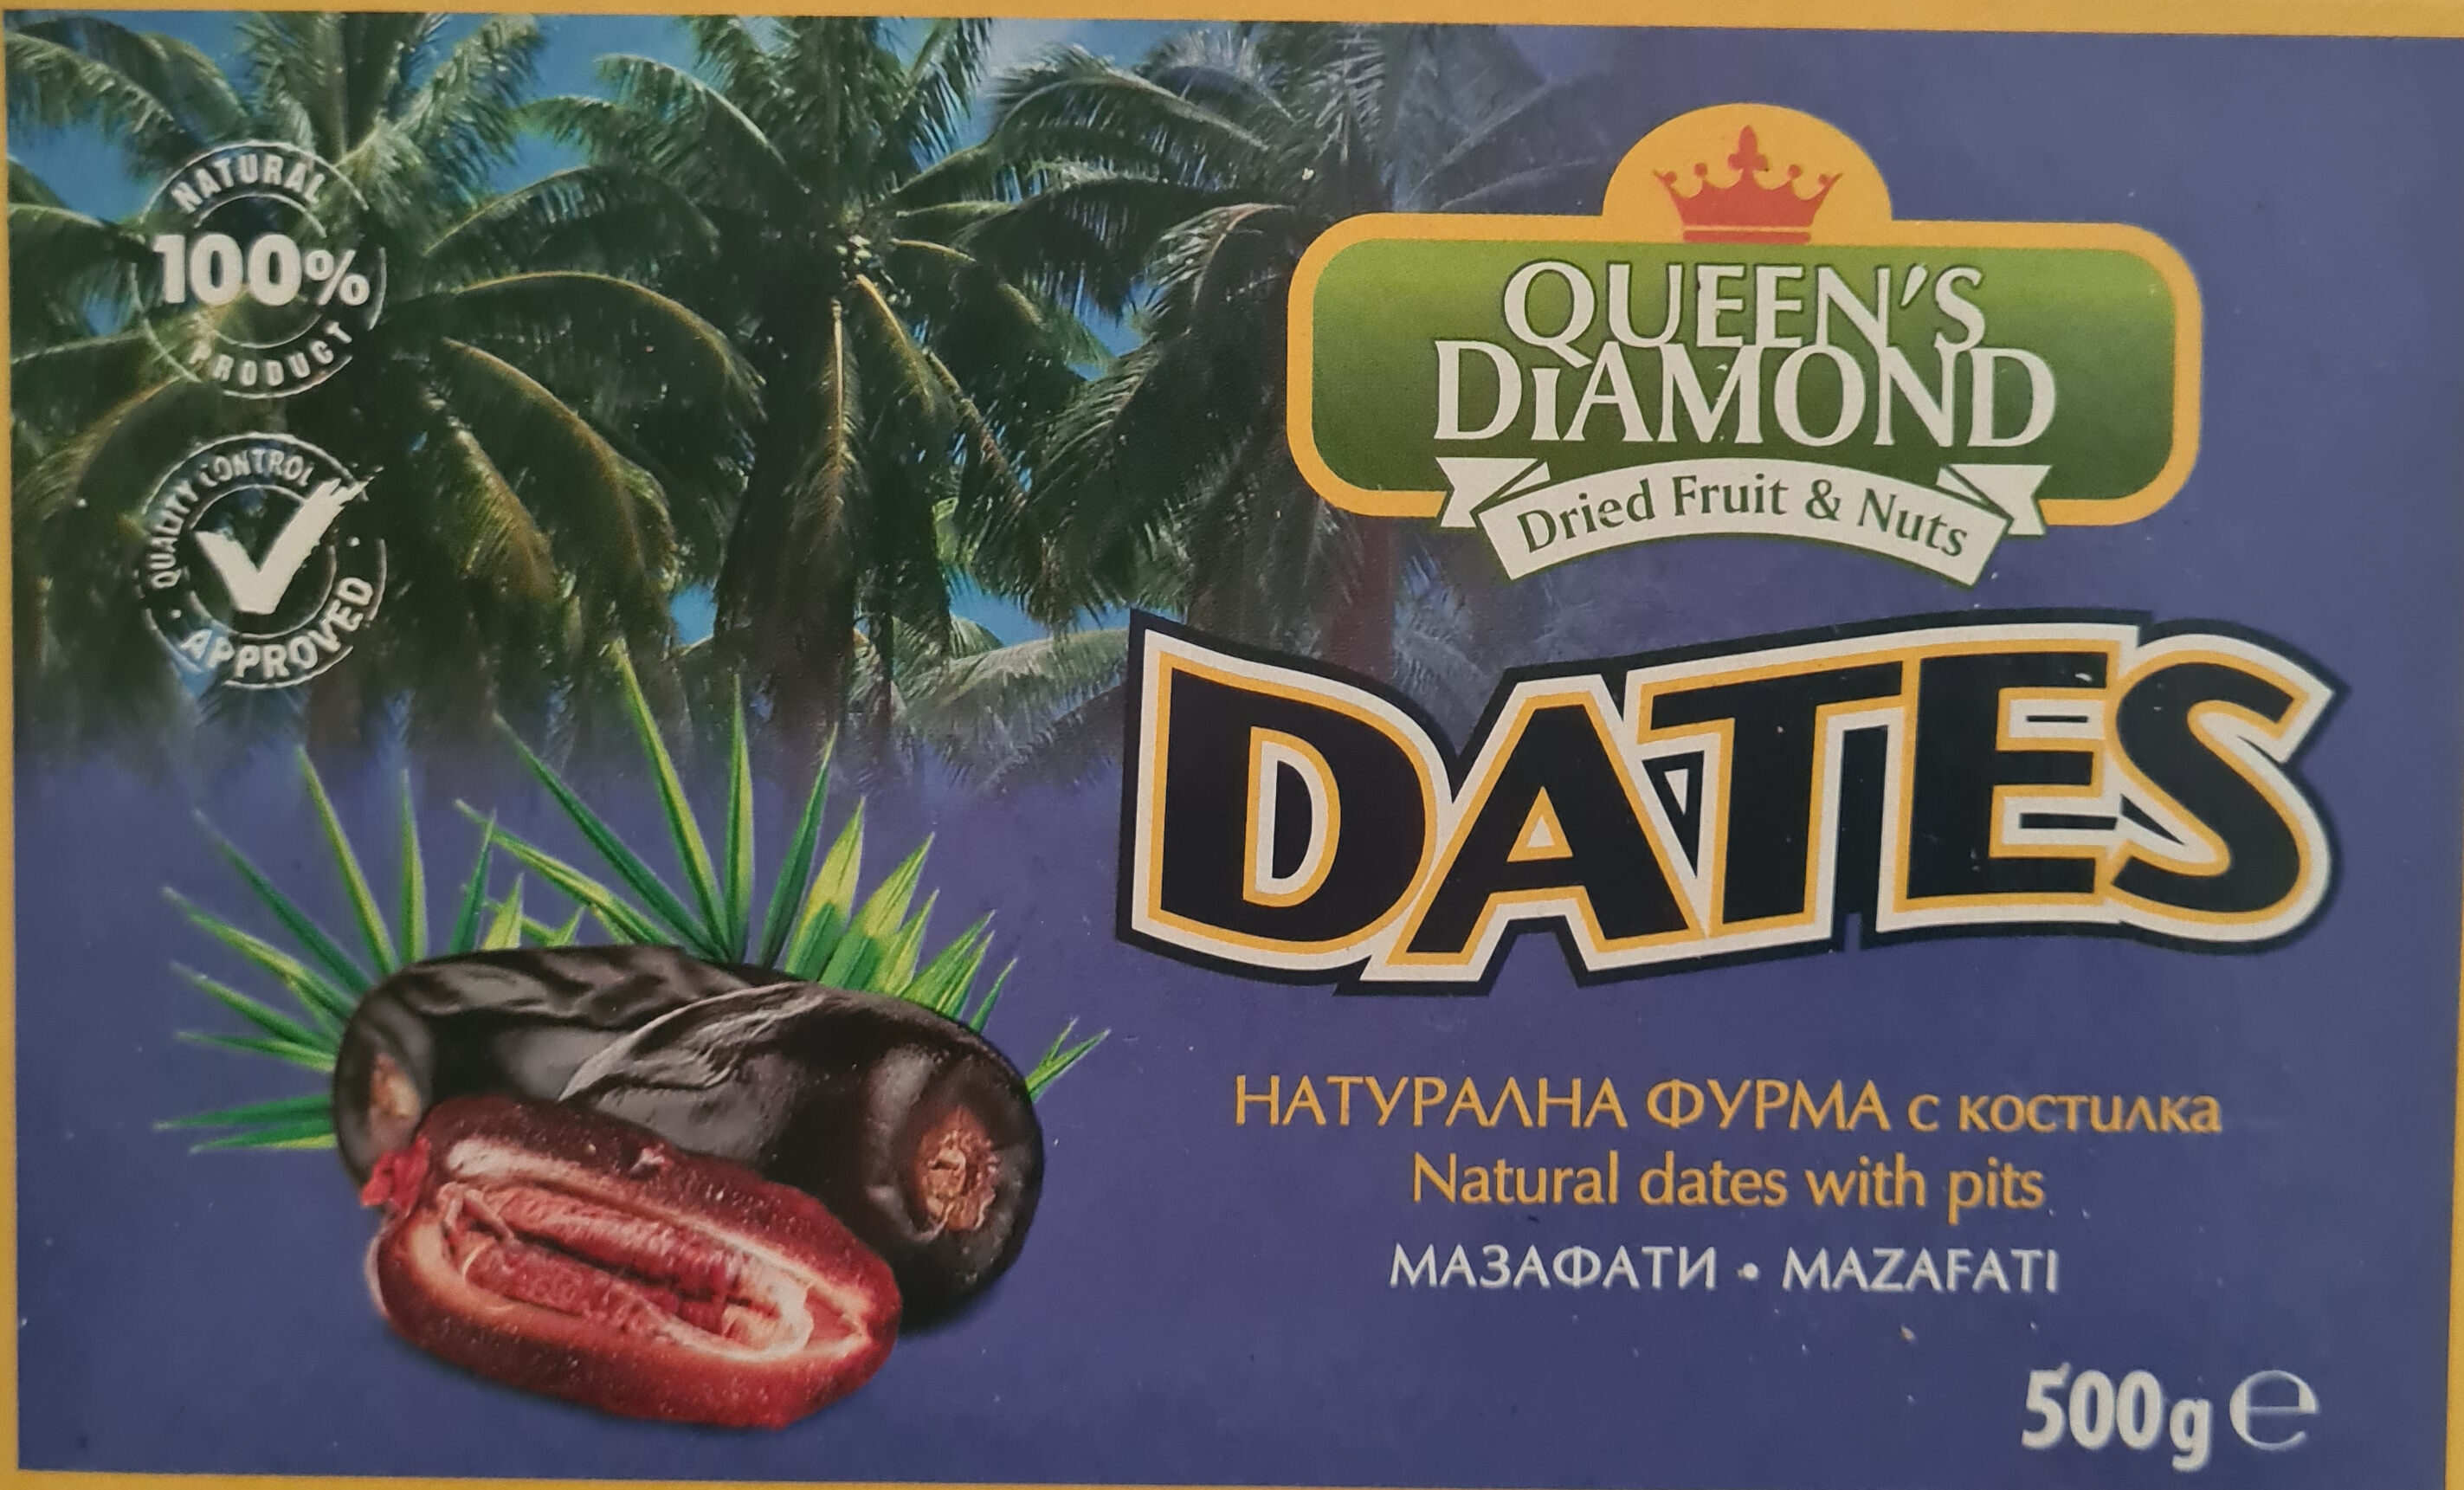 NATURAL
100%
PRODUCT
QUALITY CONTROL
APPROVED
QUEEN'S
DiAMOND
Dried Fruit & Nuts
DATES
НАТУРАЛНА ФУРМА с костилка
Natural dates with pits
МАЗАФАТИ • MAZAFATI
500g ℮